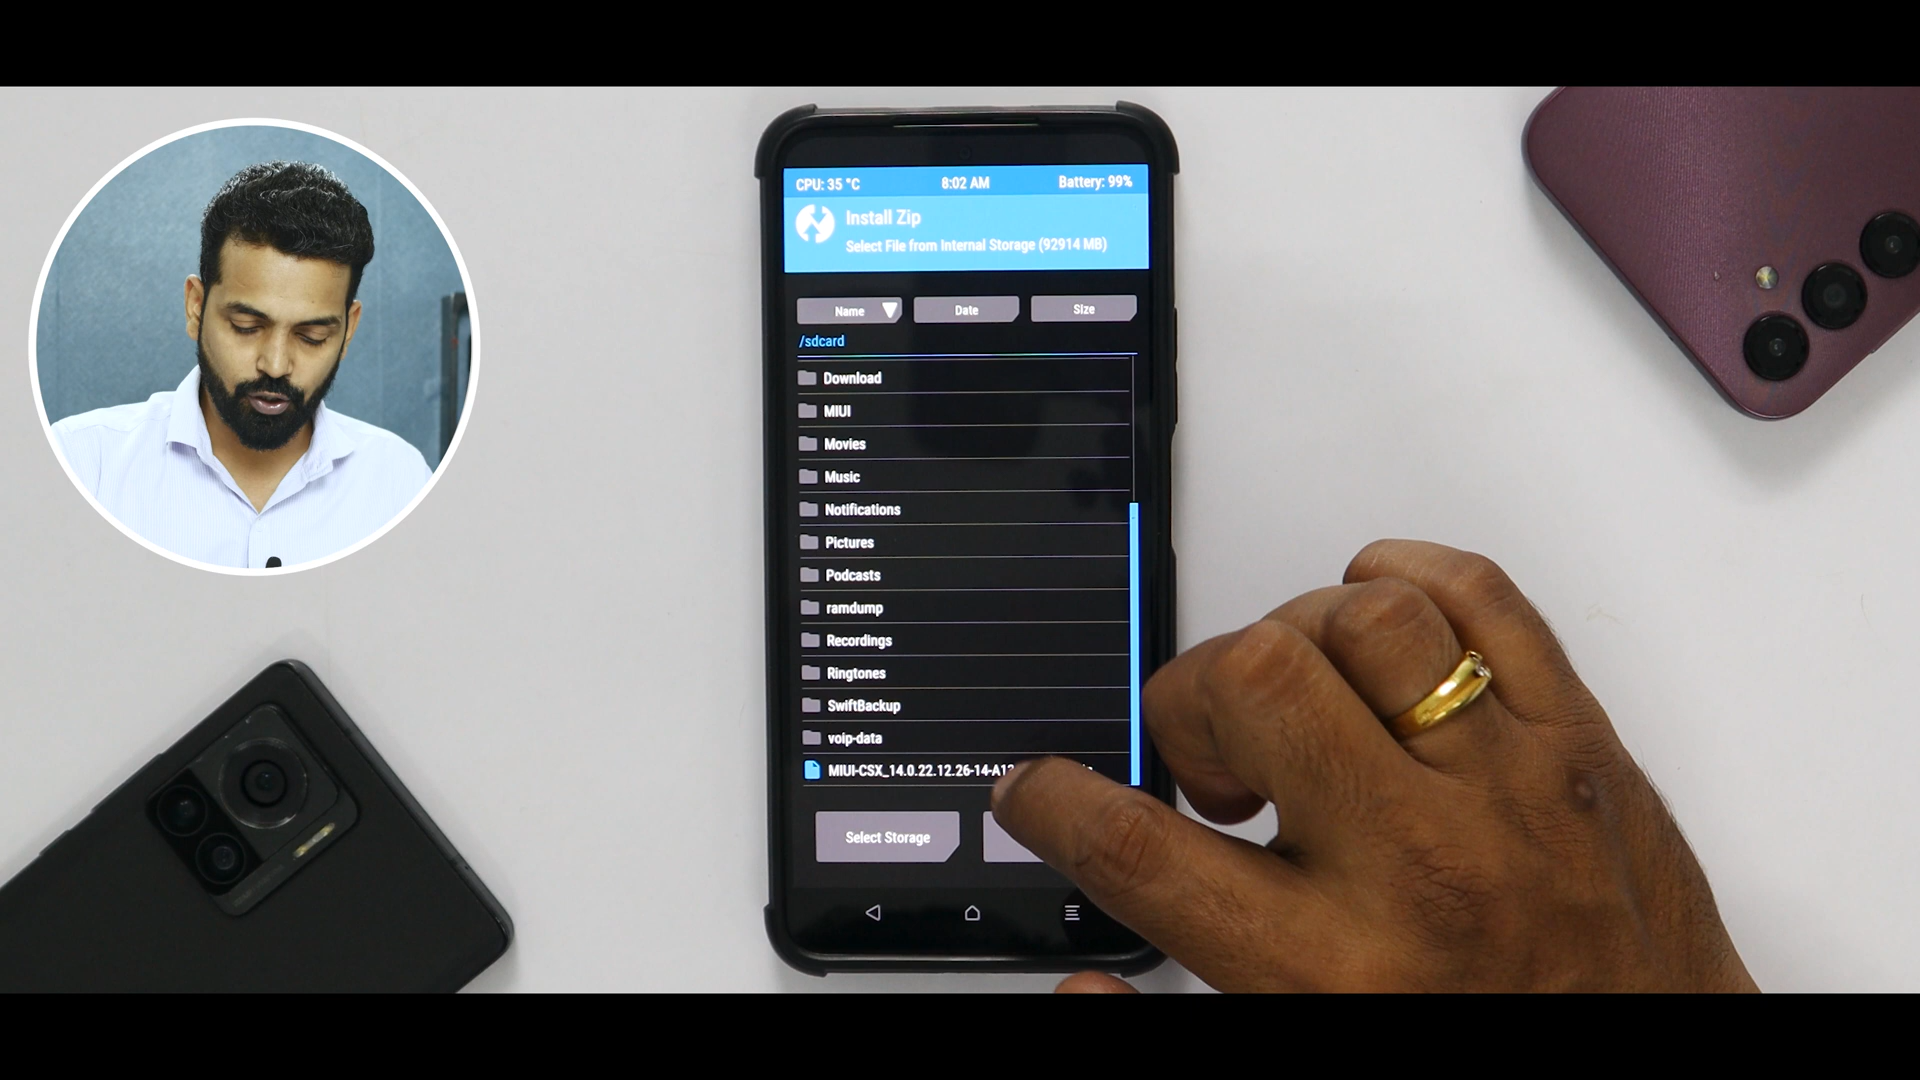 CPU: 35 °C 8:02 AM Battery: 99%
Install Zip
Select File from Internal Storage (92914 MB)
Name Date Size
/sdcard
Download
MIUI
Movies
Music
Notifications
Pictures
Podcasts
ramdump
Recordings
Ringtones
SwiftBackup
voip-data
MIUI-CSX_14.0.22.12.26-14-A13
Select Storage